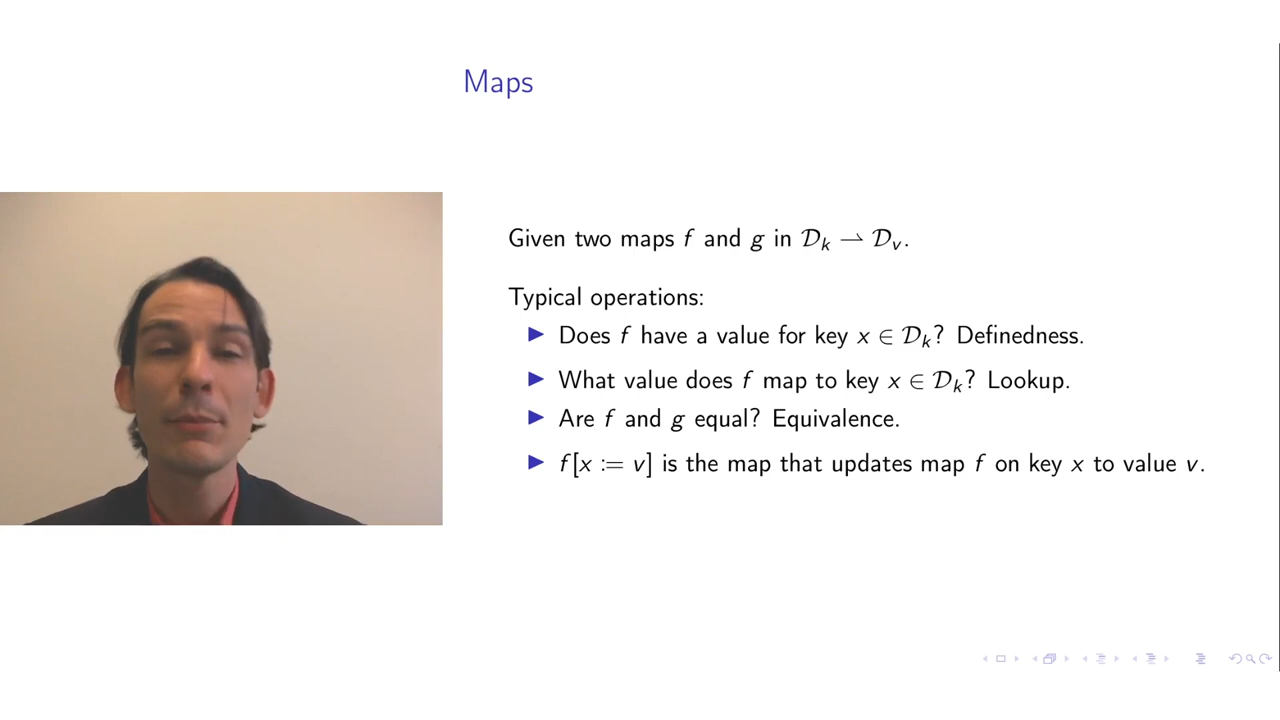 Maps
Given two maps f and g in 𝒟ₖ ⇀ 𝒟ᵥ.
Typical operations:
▶ Does f have a value for key x ∈ 𝒟ₖ? Definedness.
▶ What value does f map to key x ∈ 𝒟ₖ? Lookup.
▶ Are f and g equal? Equivalence.
▶ f[x := v] is the map that updates map f on key x to value v.